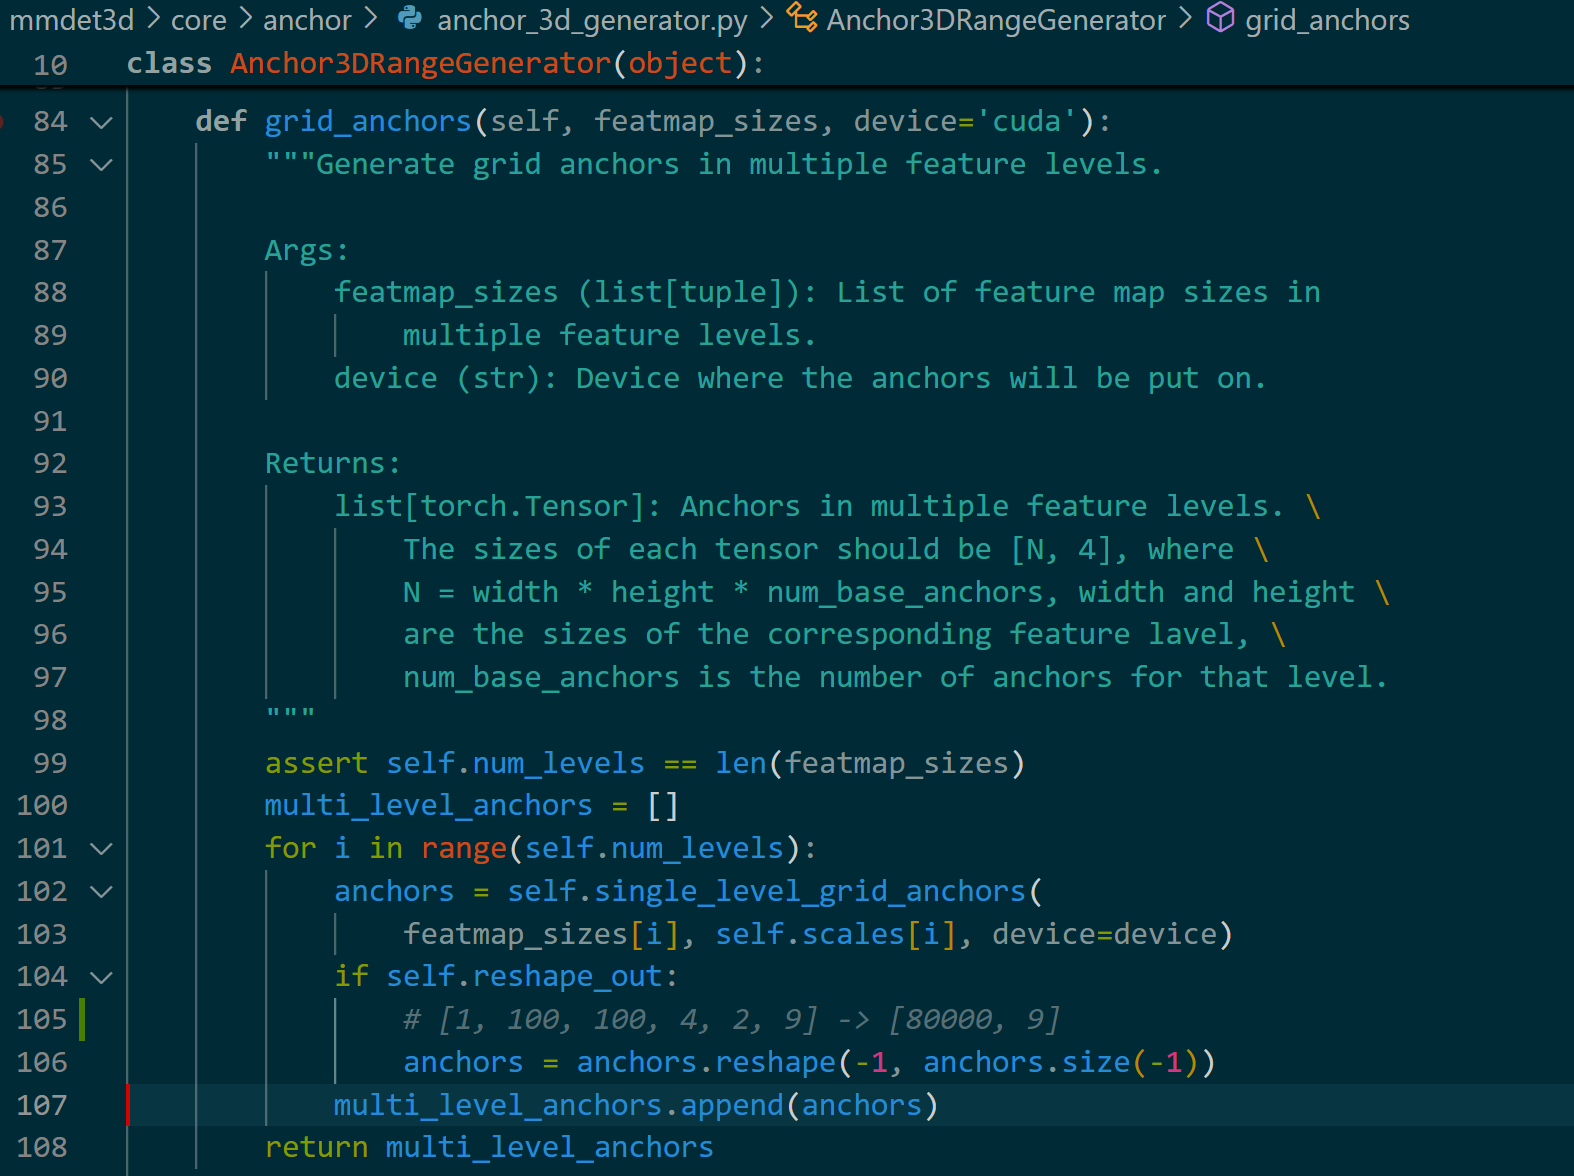 mmdet3d > core > anchor > anchor_3d_generator.py > Anchor3DRangeGenerator > grid_anchors
10 class Anchor3DRangeGenerator(object):
84 def grid_anchors(self, featmap_sizes, device='cuda'):
85 """Generate grid anchors in multiple feature levels.
86
87 Args:
88 featmap_sizes (list[tuple]): List of feature map sizes in
89 multiple feature levels.
90 device (str): Device where the anchors will be put on.
91
92 Returns:
93 list[torch.Tensor]: Anchors in multiple feature levels. \
94 The sizes of each tensor should be [N, 4], where \
95 N = width * height * num_base_anchors, width and height \
96 are the sizes of the corresponding feature lavel, \
97 num_base_anchors is the number of anchors for that level.
98 """
99 assert self.num_levels == len(featmap_sizes)
100 multi_level_anchors = []
101 for i in range(self.num_levels):
102 anchors = self.single_level_grid_anchors(
103 featmap_sizes[i], self.scales[i], device=device)
104 if self.reshape_out:
105 # [1, 100, 100, 4, 2, 9] -> [80000, 9]
106 anchors = anchors.reshape(-1, anchors.size(-1))
107 multi_level_anchors.append(anchors)
108 return multi_level_anchors